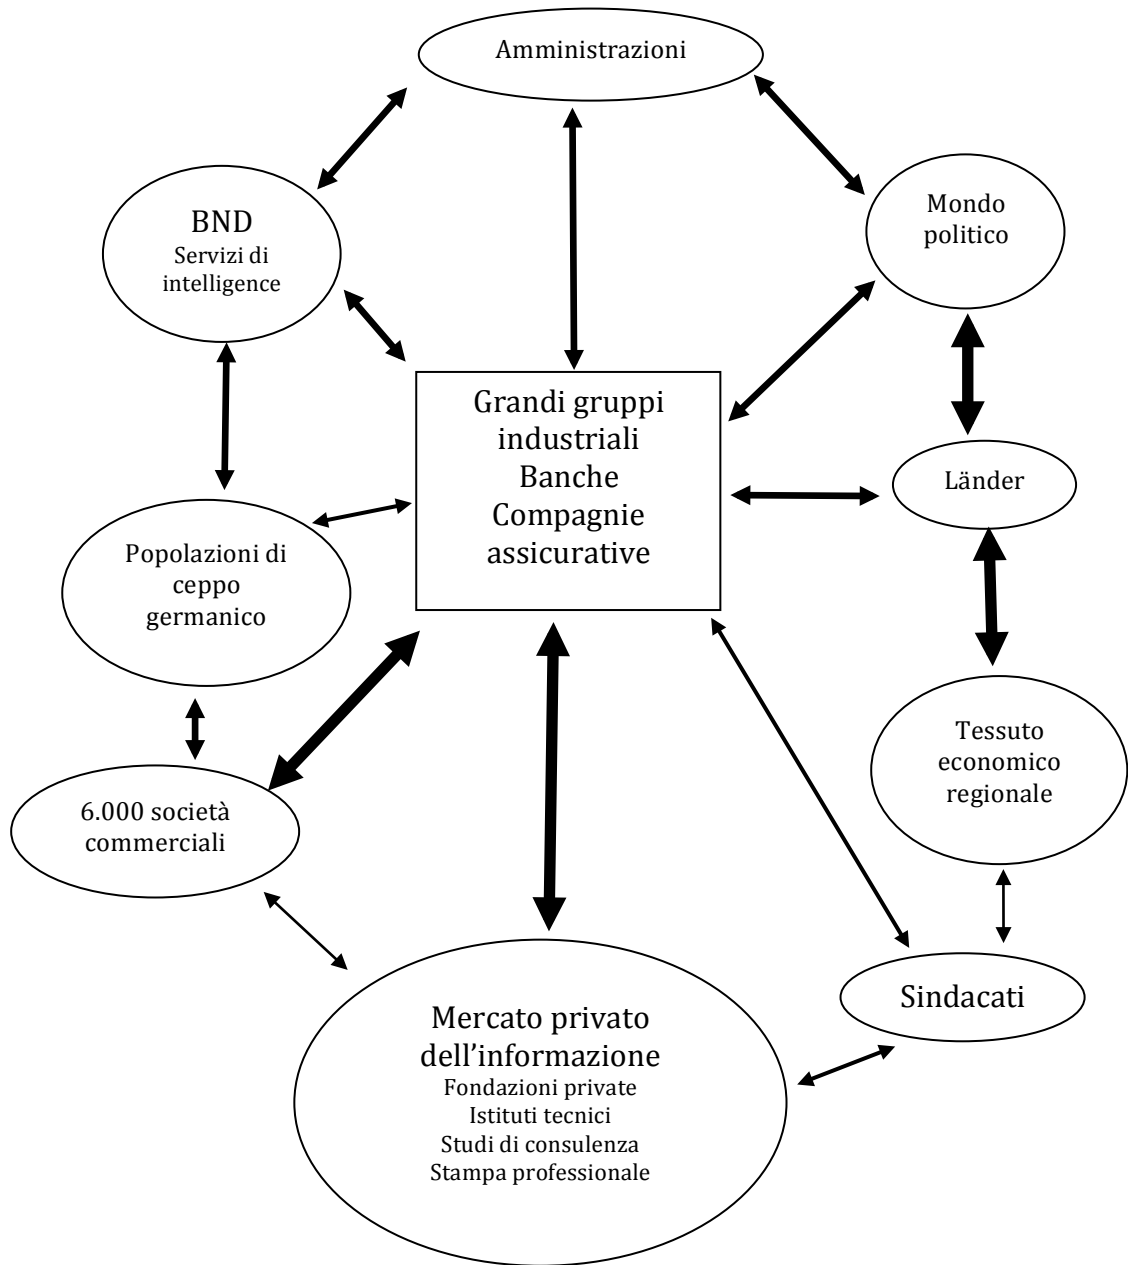 Amministrazioni
BND
Servizi di
intelligence
Mondo
politico
Grandi gruppi
industriali
Banche
Compagnie
assicurative
Länder
Popolazioni di
ceppo
germanico
Tessuto
economico
regionale
6.000 società
commerciali
Sindacati
Mercato privato
dell’informazione
Fondazioni private
Istituti tecnici
Studi di consulenza
Stampa professionale